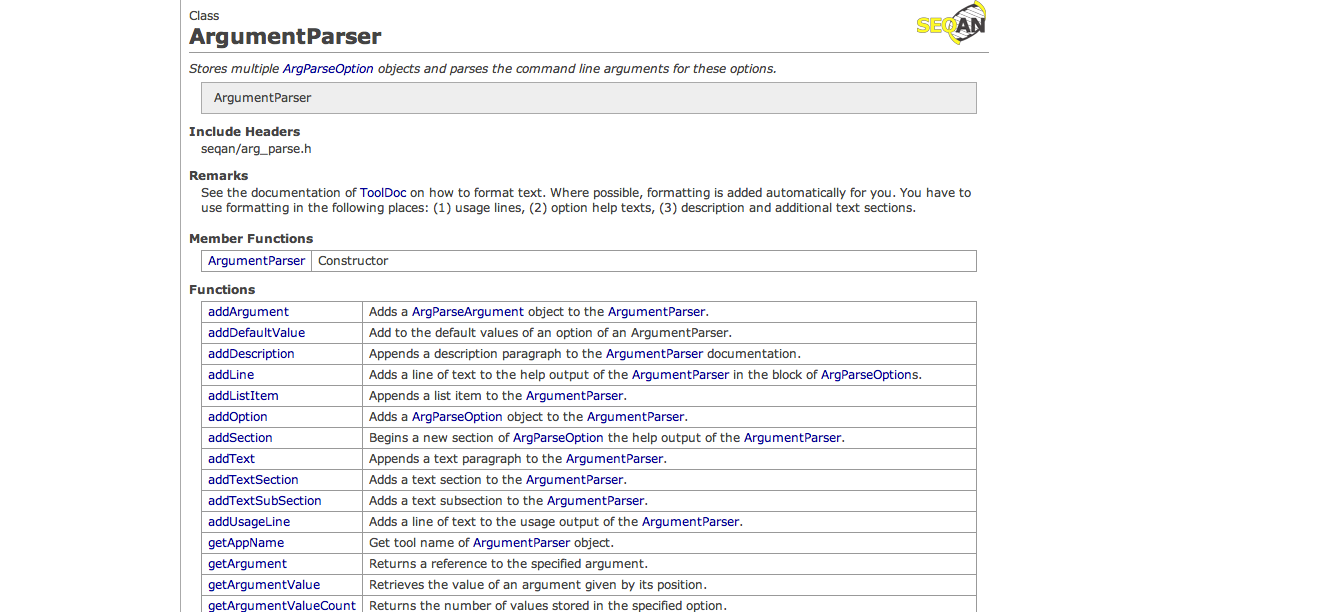 Class
SEQAN
ArgumentParser
Stores multiple ArgParseOption objects and parses the command line arguments for these options.
ArgumentParser
Include Headers
seqan/arg_parse.h
Remarks
See the documentation of ToolDoc on how to format text. Where possible, formatting is added automatically for you. You have to
use formatting in the following places: (1) usage lines, (2) option help texts, (3) description and additional text sections.
Member Functions
ArgumentParser Constructor
Functions
addArgument Adds a ArgParseArgument object to the ArgumentParser.
addDefaultValue Add to the default values of an option of an ArgumentParser.
addDescription Appends a description paragraph to the ArgumentParser documentation.
addLine Adds a line of text to the help output of the ArgumentParser in the block of ArgParseOptions.
addListItem Appends a list item to the ArgumentParser.
addOption Adds a ArgParseOption object to the ArgumentParser.
addSection Begins a new section of ArgParseOption the help output of the ArgumentParser.
addText Appends a text paragraph to the ArgumentParser.
addTextSection Adds a text section to the ArgumentParser.
addTextSubSection Adds a text subsection to the ArgumentParser.
addUsageLine Adds a line of text to the usage output of the ArgumentParser.
getAppName Get tool name of ArgumentParser object.
getArgument Returns a reference to the specified argument.
getArgumentValue Retrieves the value of an argument given by its position.
getArgumentValueCount Returns the number of values stored in the specified option.